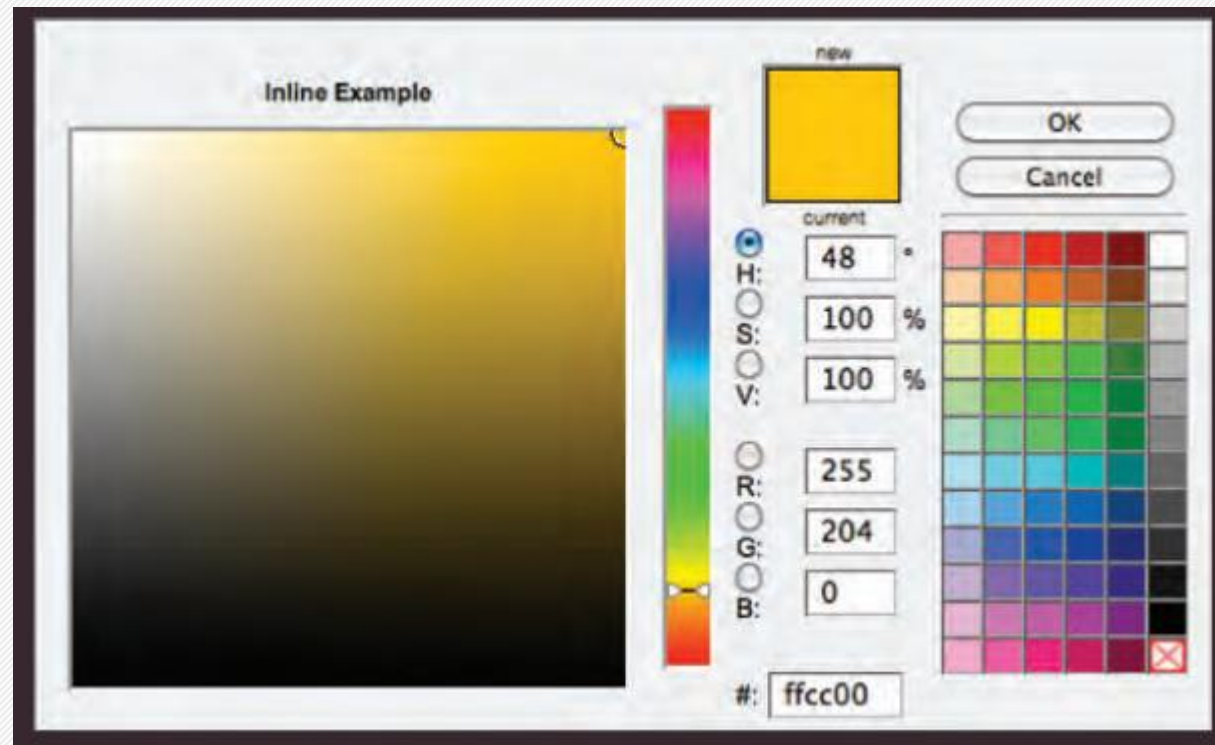 new
Inline Example
OK
Cancel
current
H: 48 °
S: 100 %
V: 100 %
R: 255
G: 204
B: 0
#: ffcc00